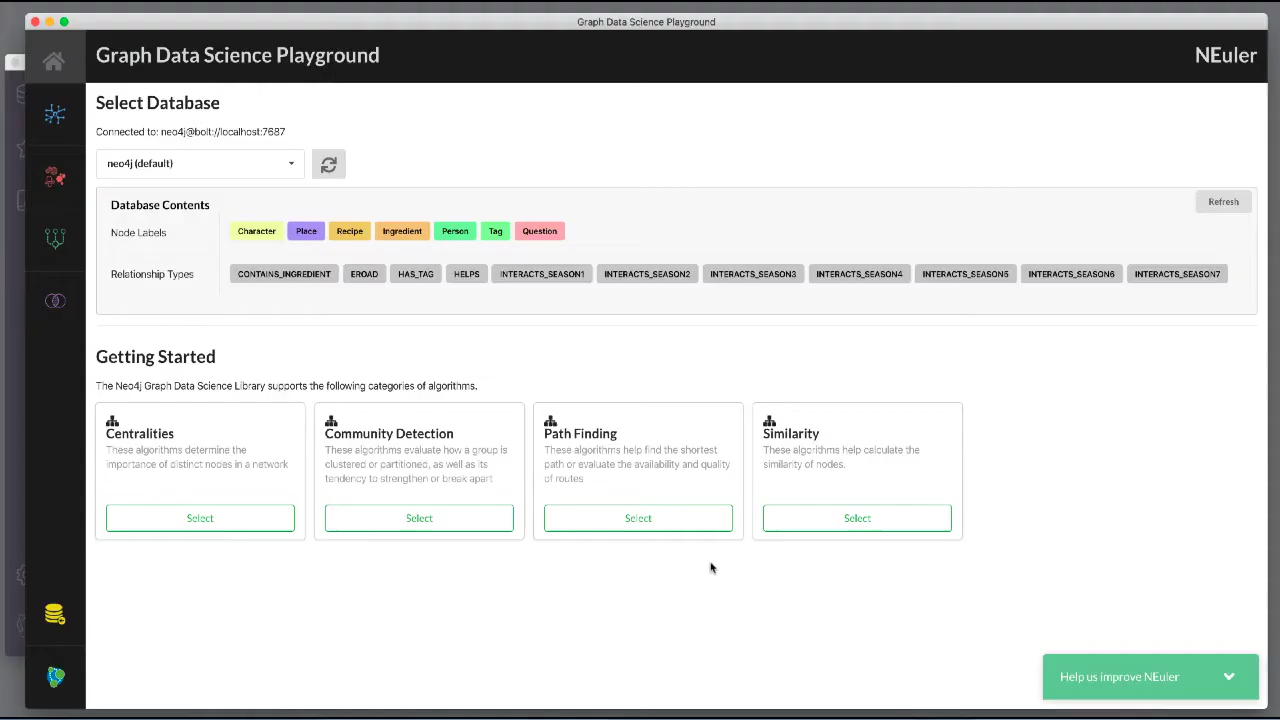 Graph Data Science Playground
Graph Data Science Playground
NEuler
Select Database
Connected to: neo4j@bolt://localhost:7687
neo4j (default)
Database Contents
Refresh
Node Labels
Character Place Recipe Ingredient Person Tag Question
Relationship Types
CONTAINS_INGREDIENT EROAD HAS_TAG HELPS INTERACTS_SEASON1 INTERACTS_SEASON2 INTERACTS_SEASON3 INTERACTS_SEASON4 INTERACTS_SEASON5 INTERACTS_SEASON6 INTERACTS_SEASON7
Getting Started
The Neo4j Graph Data Science Library supports the following categories of algorithms.
Centralities
These algorithms determine the
importance of distinct nodes in a network
Select
Community Detection
These algorithms evaluate how a group is
clustered or partitioned, as well as its
tendency to strengthen or break apart
Select
Path Finding
These algorithms help find the shortest
path or evaluate the availability and quality
of routes
Select
Similarity
These algorithms help calculate the
similarity of nodes.
Select
Help us improve NEuler